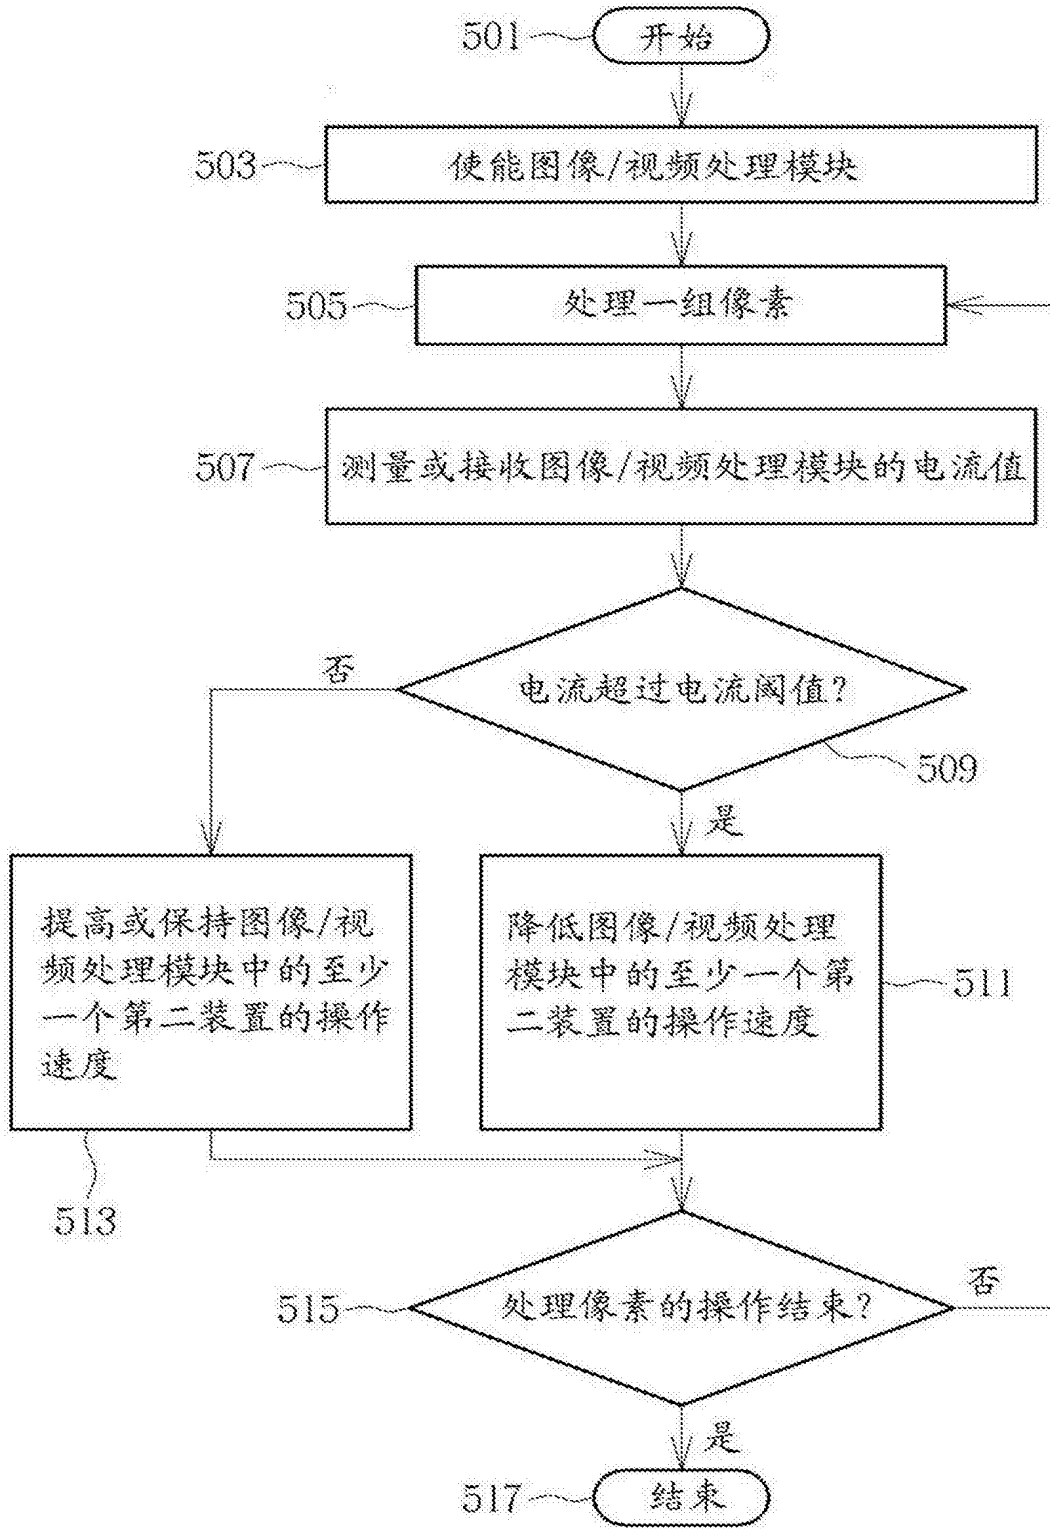 501 开始
503 使能图像/视频处理模块
505 处理一组像素
507 测量或接收图像/视频处理模块的电流值
否
电流超过电流阈值?
509
是
提高或保持图像/视
频处理模块中的至少
一个第二装置的操作
速度
513
降低图像/视频处理
模块中的至少一个第
二装置的操作速度
511
515 处理像素的操作结束?
否
是
517 结束